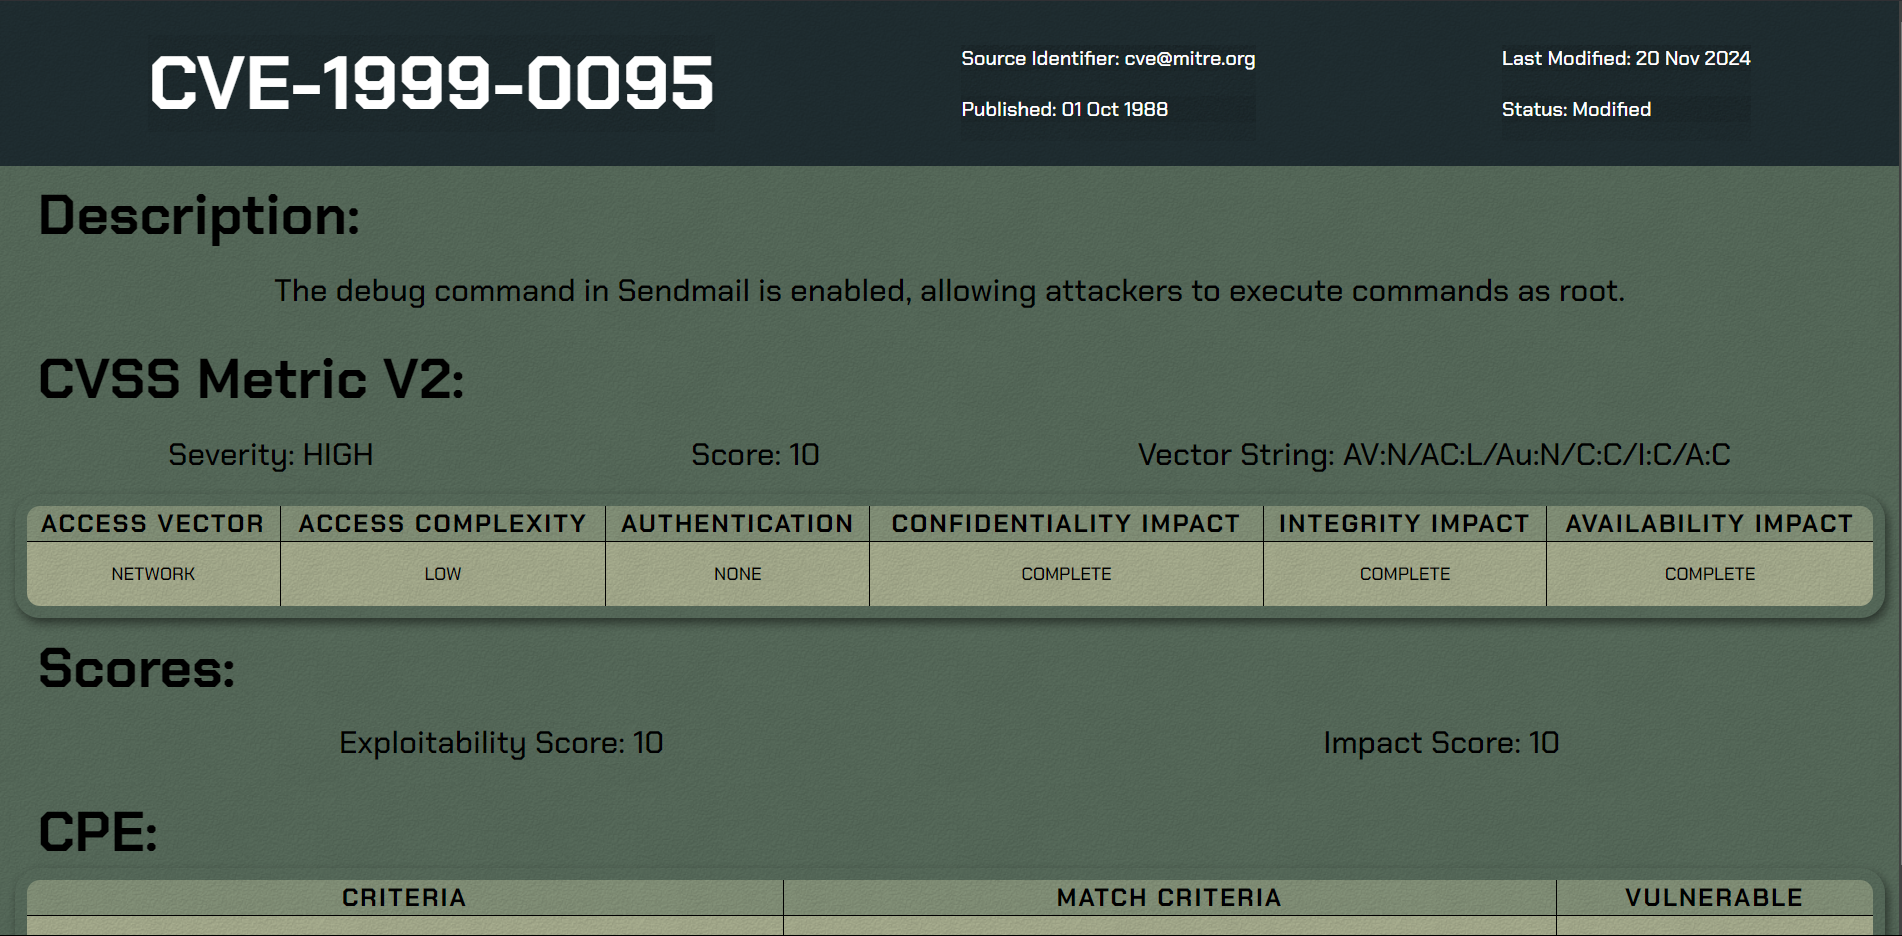 CVE-1999-0095
Source Identifier: cve@mitre.org
Last Modified: 20 Nov 2024
Published: 01 Oct 1988
Status: Modified
Description:
The debug command in Sendmail is enabled, allowing attackers to execute commands as root.
CVSS Metric V2:
Severity: HIGH
Score: 10
Vector String: AV:N/AC:L/Au:N/C:C/I:C/A:C
ACCESS VECTOR ACCESS COMPLEXITY AUTHENTICATION CONFIDENTIALITY IMPACT INTEGRITY IMPACT AVAILABILITY IMPACT
NETWORK LOW NONE COMPLETE COMPLETE COMPLETE
Scores:
Exploitability Score: 10
Impact Score: 10
CPE:
CRITERIA MATCH CRITERIA VULNERABLE